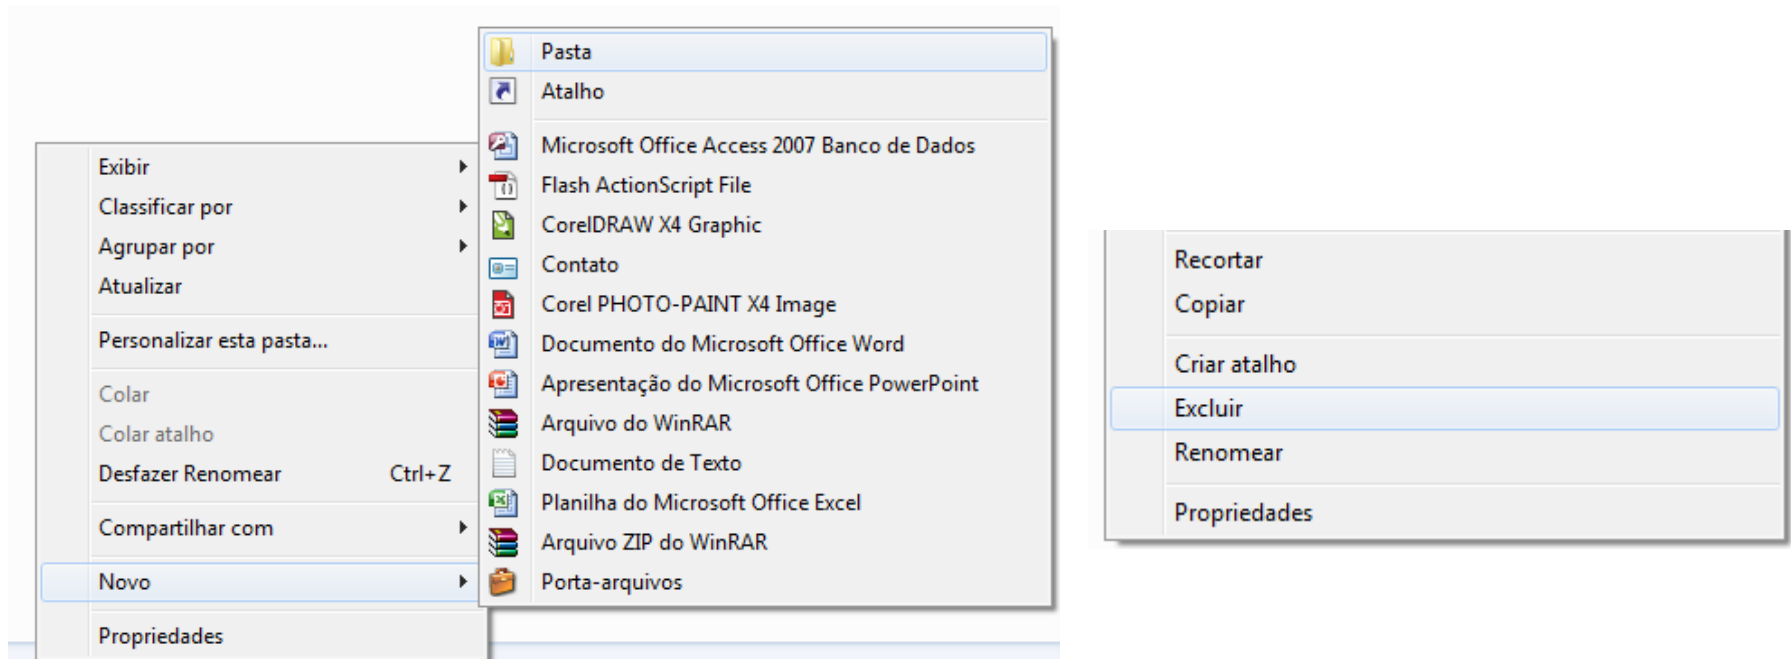 Exibir
Classificar por
Agrupar por
Atualizar
Personalizar esta pasta...
Colar
Colar atalho
Desfazer Renomear Ctrl+Z
Compartilhar com
Novo
Propriedades
Pasta
Atalho
Microsoft Office Access 2007 Banco de Dados
Flash ActionScript File
CorelDRAW X4 Graphic
Contato
Corel PHOTO-PAINT X4 Image
Documento do Microsoft Office Word
Apresentação do Microsoft Office PowerPoint
Arquivo do WinRAR
Documento de Texto
Planilha do Microsoft Office Excel
Arquivo ZIP do WinRAR
Porta-arquivos
Recortar
Copiar
Criar atalho
Excluir
Renomear
Propriedades